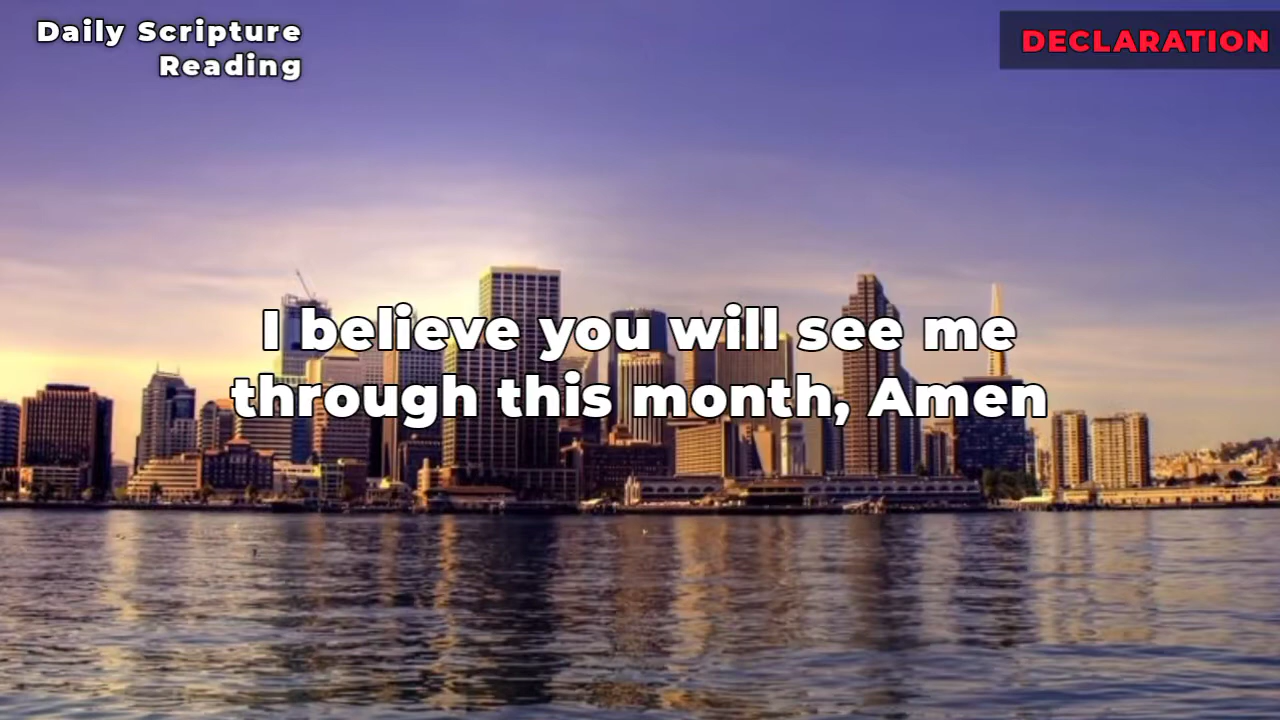 Daily Scripture
Reading
DECLARATION
I believe you will see me
through this month, Amen